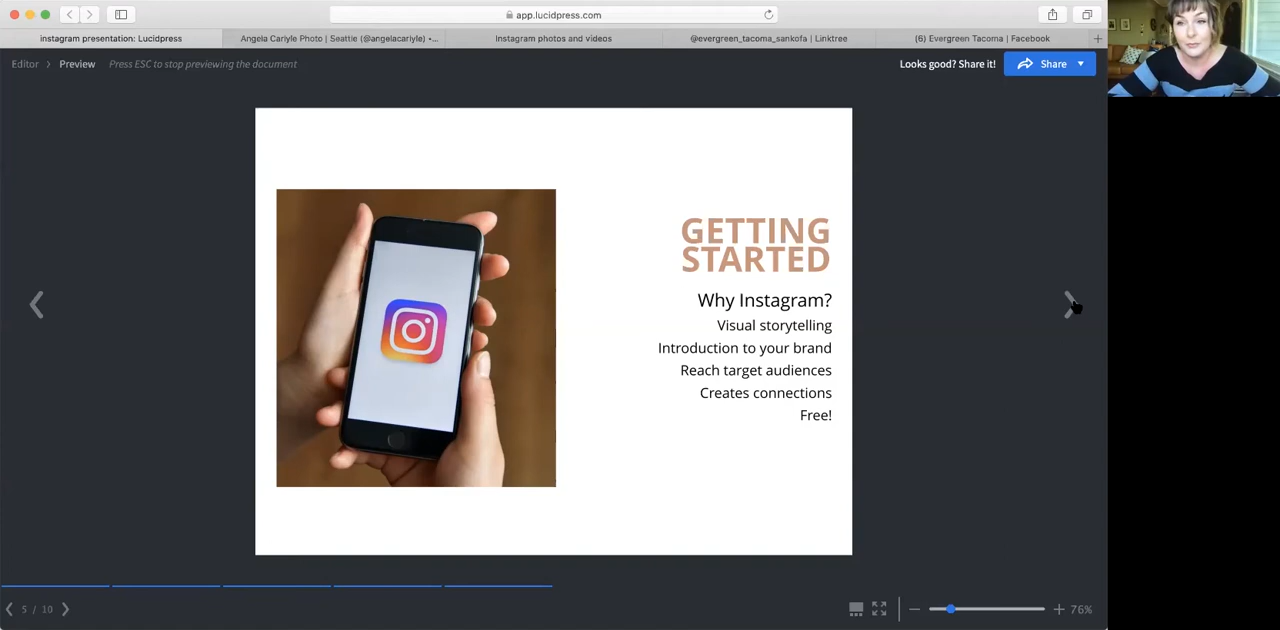 app.lucidpress.com
instagram presentation: Lucidpress
Angela Cariyle Photo | Seattle (@angelacariyle) •...
Instagram photos and videos
@evergreen_tacoma_sankofa | Linktree
(6) Evergreen Tacoma | Facebook
Editor
Preview
Press ESC to stop previewing the document
Looks good? Share it!
Share
GETTING
STARTED
Why Instagram?
Visual storytelling
Introduction to your brand
Reach target audiences
Creates connections
Free!
5 / 10
76%